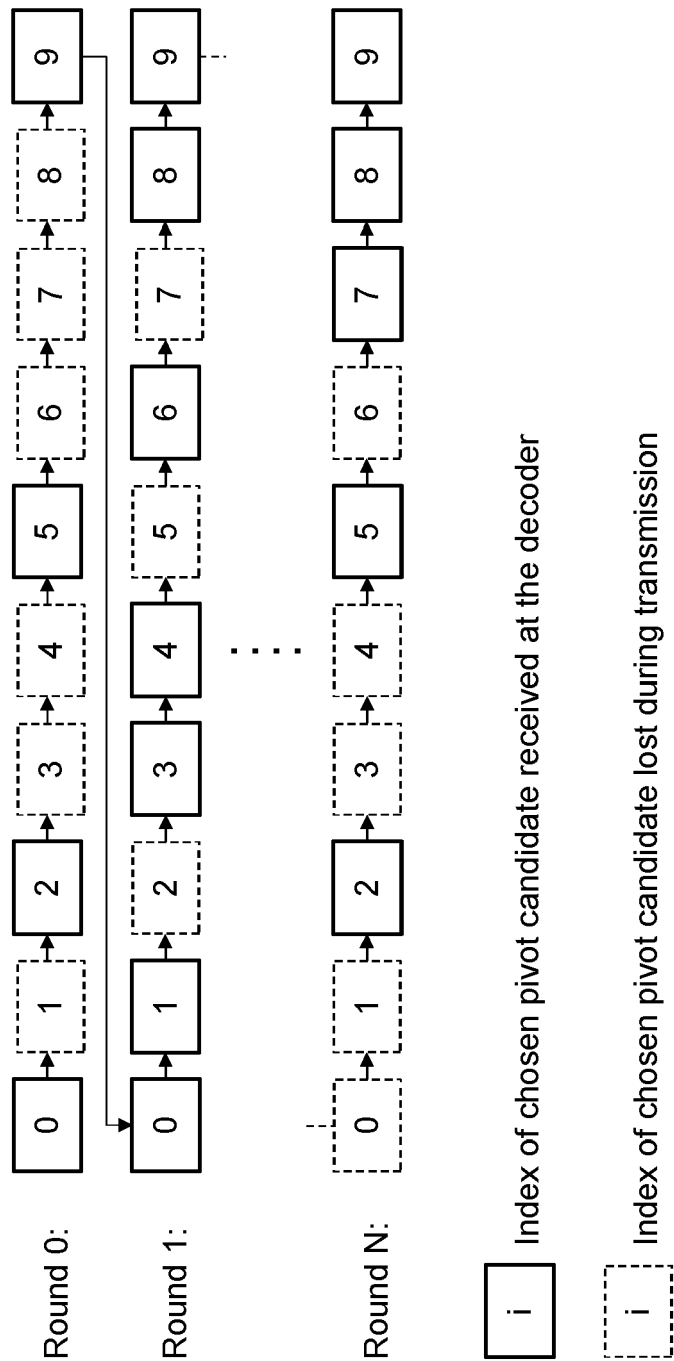 Round 0: 0 1 2 3 4 5 6 7 8 9
Round 1: 0 1 2 3 4 5 6 7 8 9
. . . .
Round N: 0 1 2 3 4 5 6 7 8 9
i Index of chosen pivot candidate received at the decoder
i Index of chosen pivot candidate lost during transmission